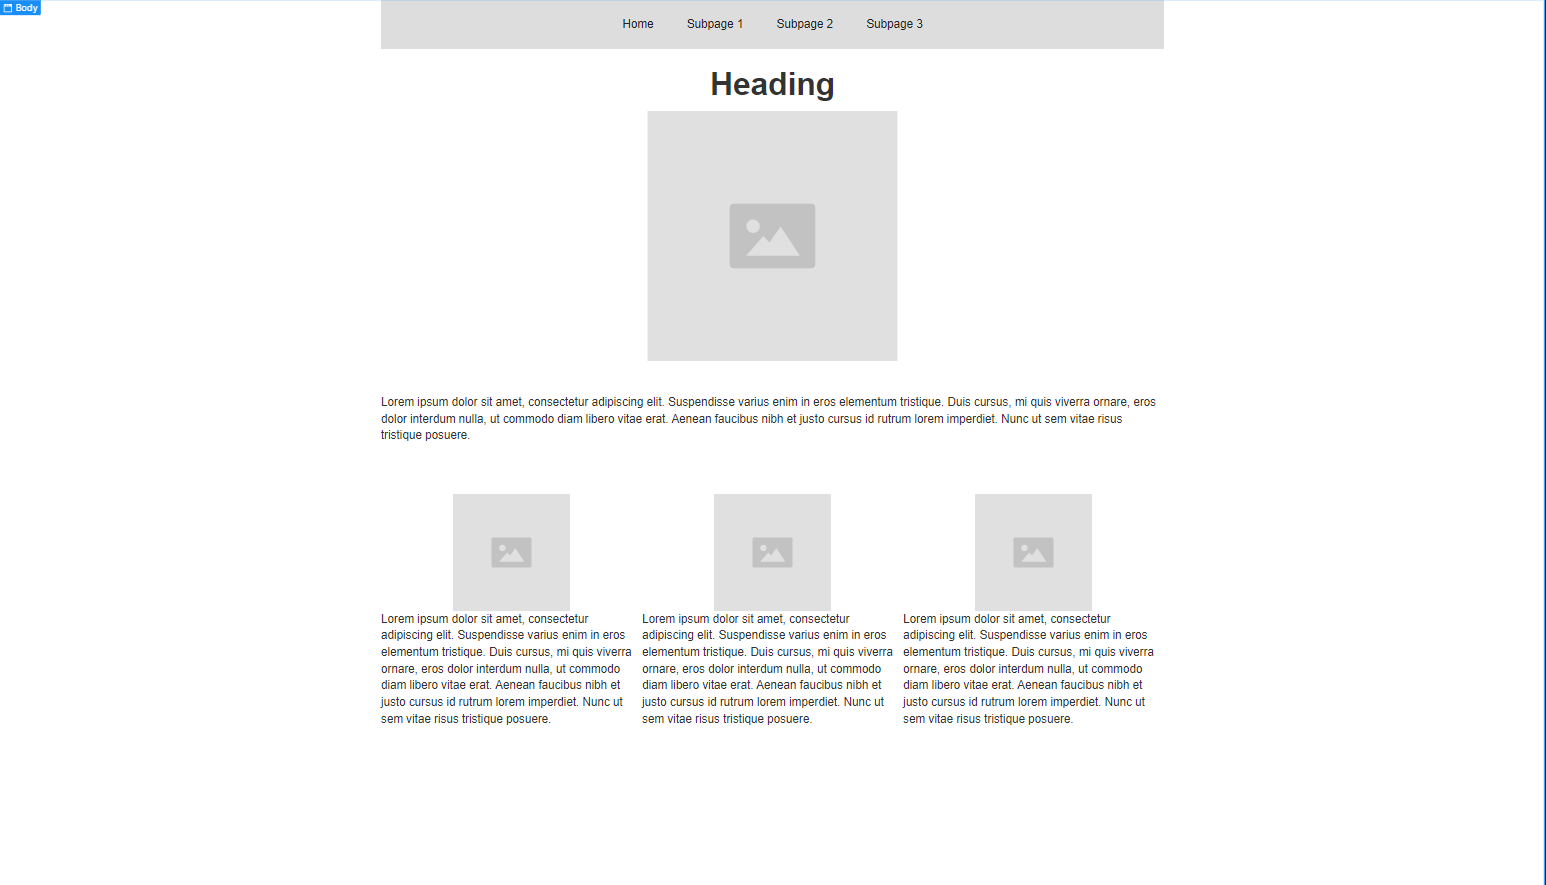 Body
Home Subpage 1 Subpage 2 Subpage 3
Heading
Lorem ipsum dolor sit amet, consectetur adipiscing elit. Suspendisse varius enim in eros elementum tristique. Duis cursus, mi quis viverra ornare, eros
dolor interdum nulla, ut commodo diam libero vitae erat. Aenean faucibus nibh et justo cursus id rutrum lorem imperdiet. Nunc ut sem vitae risus
tristique posuere.
Lorem ipsum dolor sit amet, consectetur
adipiscing elit. Suspendisse varius enim in eros
elementum tristique. Duis cursus, mi quis viverra
ornare, eros dolor interdum nulla, ut commodo
diam libero vitae erat. Aenean faucibus nibh et
justo cursus id rutrum lorem imperdiet. Nunc ut
sem vitae risus tristique posuere.
Lorem ipsum dolor sit amet, consectetur
adipiscing elit. Suspendisse varius enim in eros
elementum tristique. Duis cursus, mi quis viverra
ornare, eros dolor interdum nulla, ut commodo
diam libero vitae erat. Aenean faucibus nibh et
justo cursus id rutrum lorem imperdiet. Nunc ut
sem vitae risus tristique posuere.
Lorem ipsum dolor sit amet, consectetur
adipiscing elit. Suspendisse varius enim in eros
elementum tristique. Duis cursus, mi quis viverra
ornare, eros dolor interdum nulla, ut commodo
diam libero vitae erat. Aenean faucibus nibh et
justo cursus id rutrum lorem imperdiet. Nunc ut
sem vitae risus tristique posuere.